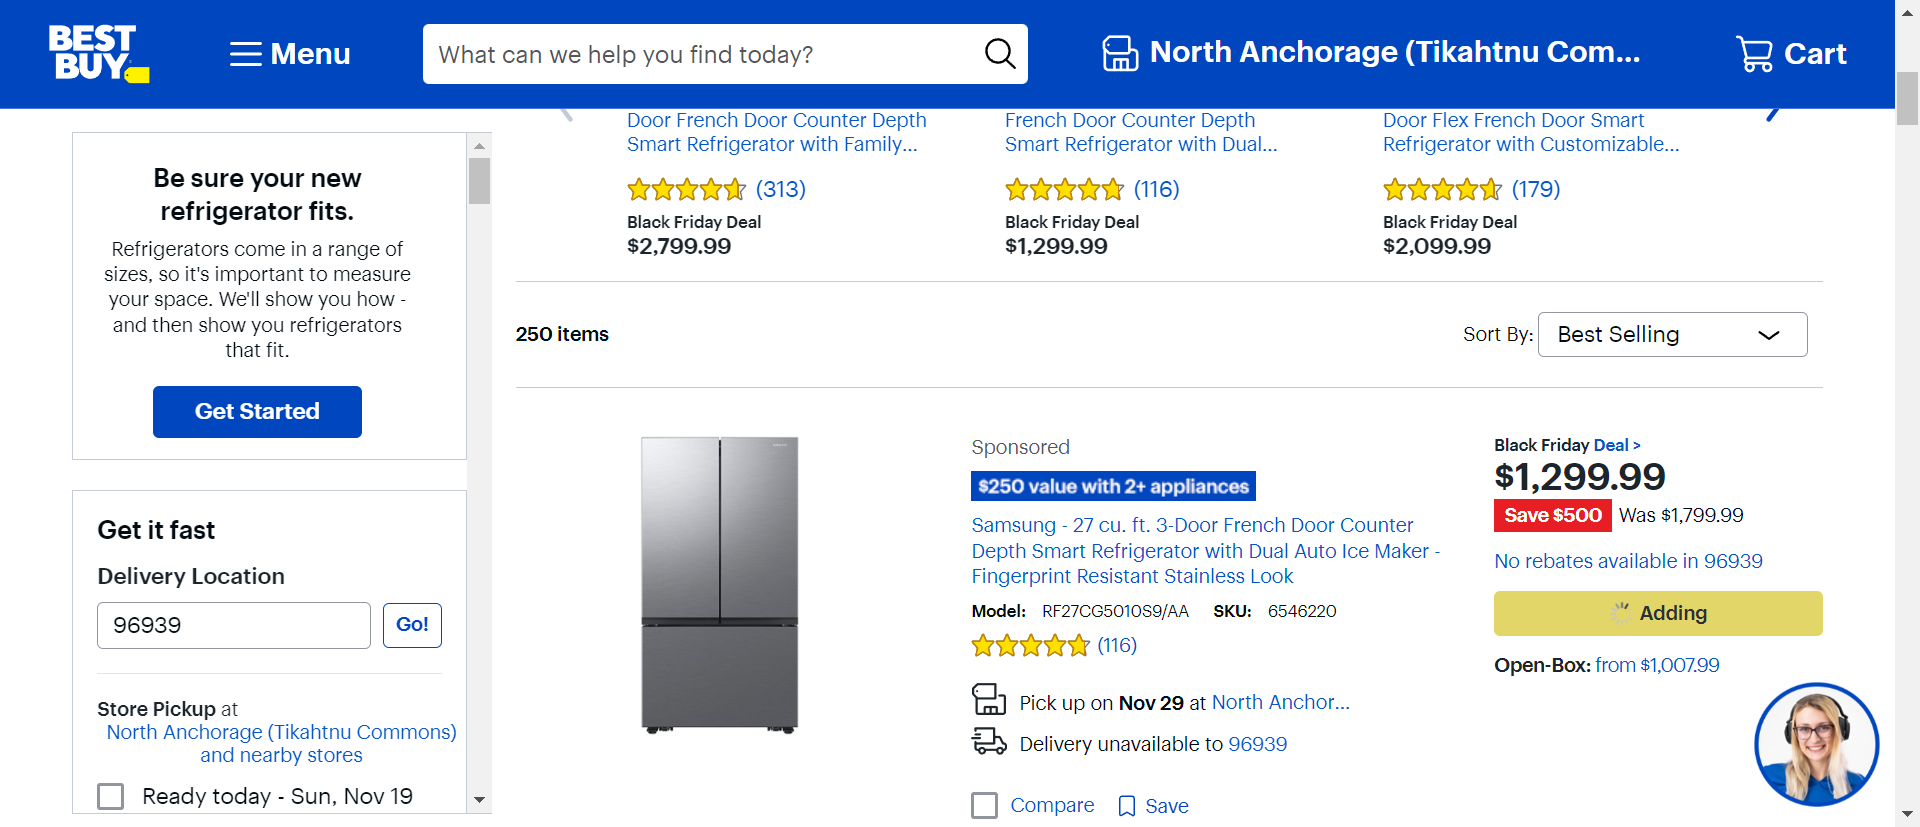 BEST
BUY
Menu
What can we help you find today?
North Anchorage (Tikahtnu Com...
Cart
Door French Door Counter Depth
Smart Refrigerator with Family...
(313)
Black Friday Deal
$2,799.99
French Door Counter Depth
Smart Refrigerator with Dual...
(116)
Black Friday Deal
$1,299.99
Door Flex French Door Smart
Refrigerator with Customizable...
(179)
Black Friday Deal
$2,099.99
Be sure your new
refrigerator fits.
Refrigerators come in a range of
sizes, so it's important to measure
your space. We'll show you how -
and then show you refrigerators
that fit.
Get Started
Get it fast
Delivery Location
96939
Go!
Store Pickup at
North Anchorage (Tikahtnu Commons)
and nearby stores
Ready today - Sun, Nov 19
250 items
Sort By:
Best Selling
Sponsored
$250 value with 2+ appliances
Samsung - 27 cu. ft. 3-Door French Door Counter
Depth Smart Refrigerator with Dual Auto Ice Maker -
Fingerprint Resistant Stainless Look
Model: RF27CG5010S9/AA SKU: 6546220
(116)
Pick up on Nov 29 at North Anchor...
Delivery unavailable to 96939
Compare
Save
Black Friday Deal >
$1,299.99
Save $500 Was $1,799.99
No rebates available in 96939
Adding
Open-Box: from $1,007.99